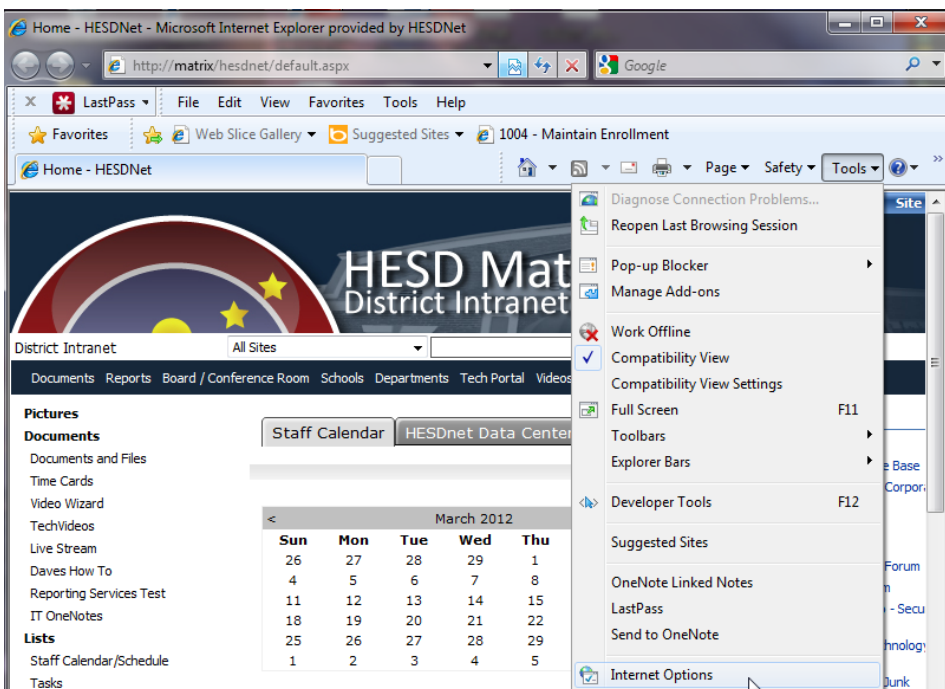 Home - HESDNet - Microsoft Internet Explorer provided by HESDNet
http://matrix/hesdnet/default.aspx
Google
x LastPass File Edit View Favorites Tools Help
Favorites Web Slice Gallery Suggested Sites 1004 - Maintain Enrollment
Home - HESDNet
Page Safety Tools
Site
HESD Mat
District Intranet
District Intranet All Sites
Documents Reports Board / Conference Room Schools Departments Tech Portal Videos
Pictures
Documents
Documents and Files
Time Cards
Video Wizard
TechVideos
Live Stream
Daves How To
Reporting Services Test
IT OneNotes
Lists
Staff Calendar/Schedule
Tasks
Staff Calendar HESDnet Data Center
< March 2012
Sun Mon Tue Wed Thu
26 27 28 29 1
4 5 6 7 8
11 12 13 14 15
18 19 20 21 22
25 26 27 28 29
1 2 3 4 5
Diagnose Connection Problems...
Reopen Last Browsing Session
Pop-up Blocker
Manage Add-ons
Work Offline
Compatibility View
Compatibility View Settings
Full Screen F11
Toolbars
Explorer Bars
Developer Tools F12
Suggested Sites
OneNote Linked Notes
LastPass
Send to OneNote
Internet Options
e Base
Corpor
Forum
- Secu
hnology
Junk